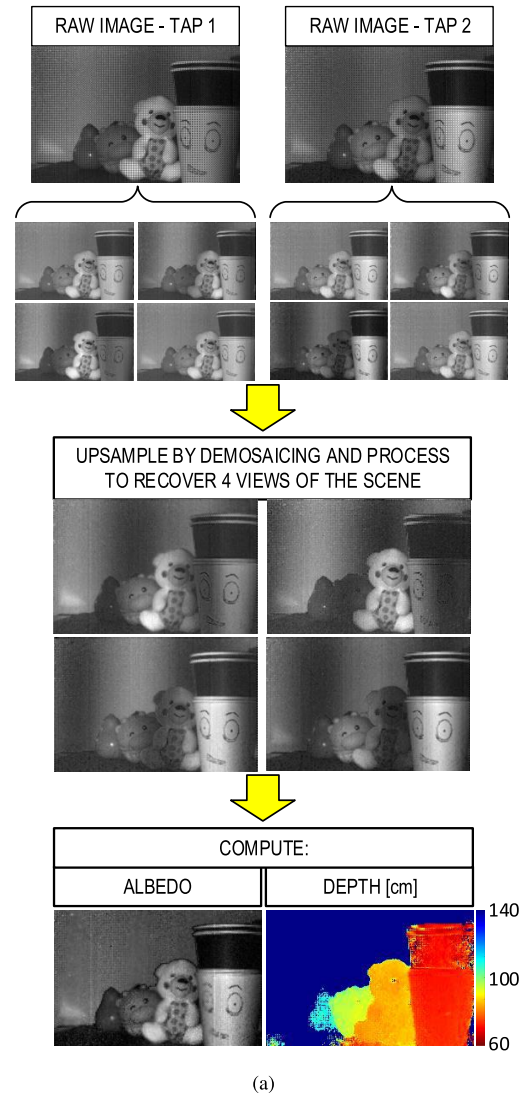 RAW IMAGE - TAP 1
RAW IMAGE - TAP 2
UPSAMPLE BY DEMOSAICING AND PROCESS
TO RECOVER 4 VIEWS OF THE SCENE
COMPUTE:
ALBEDO
DEPTH [cm]
140
100
60
(a)